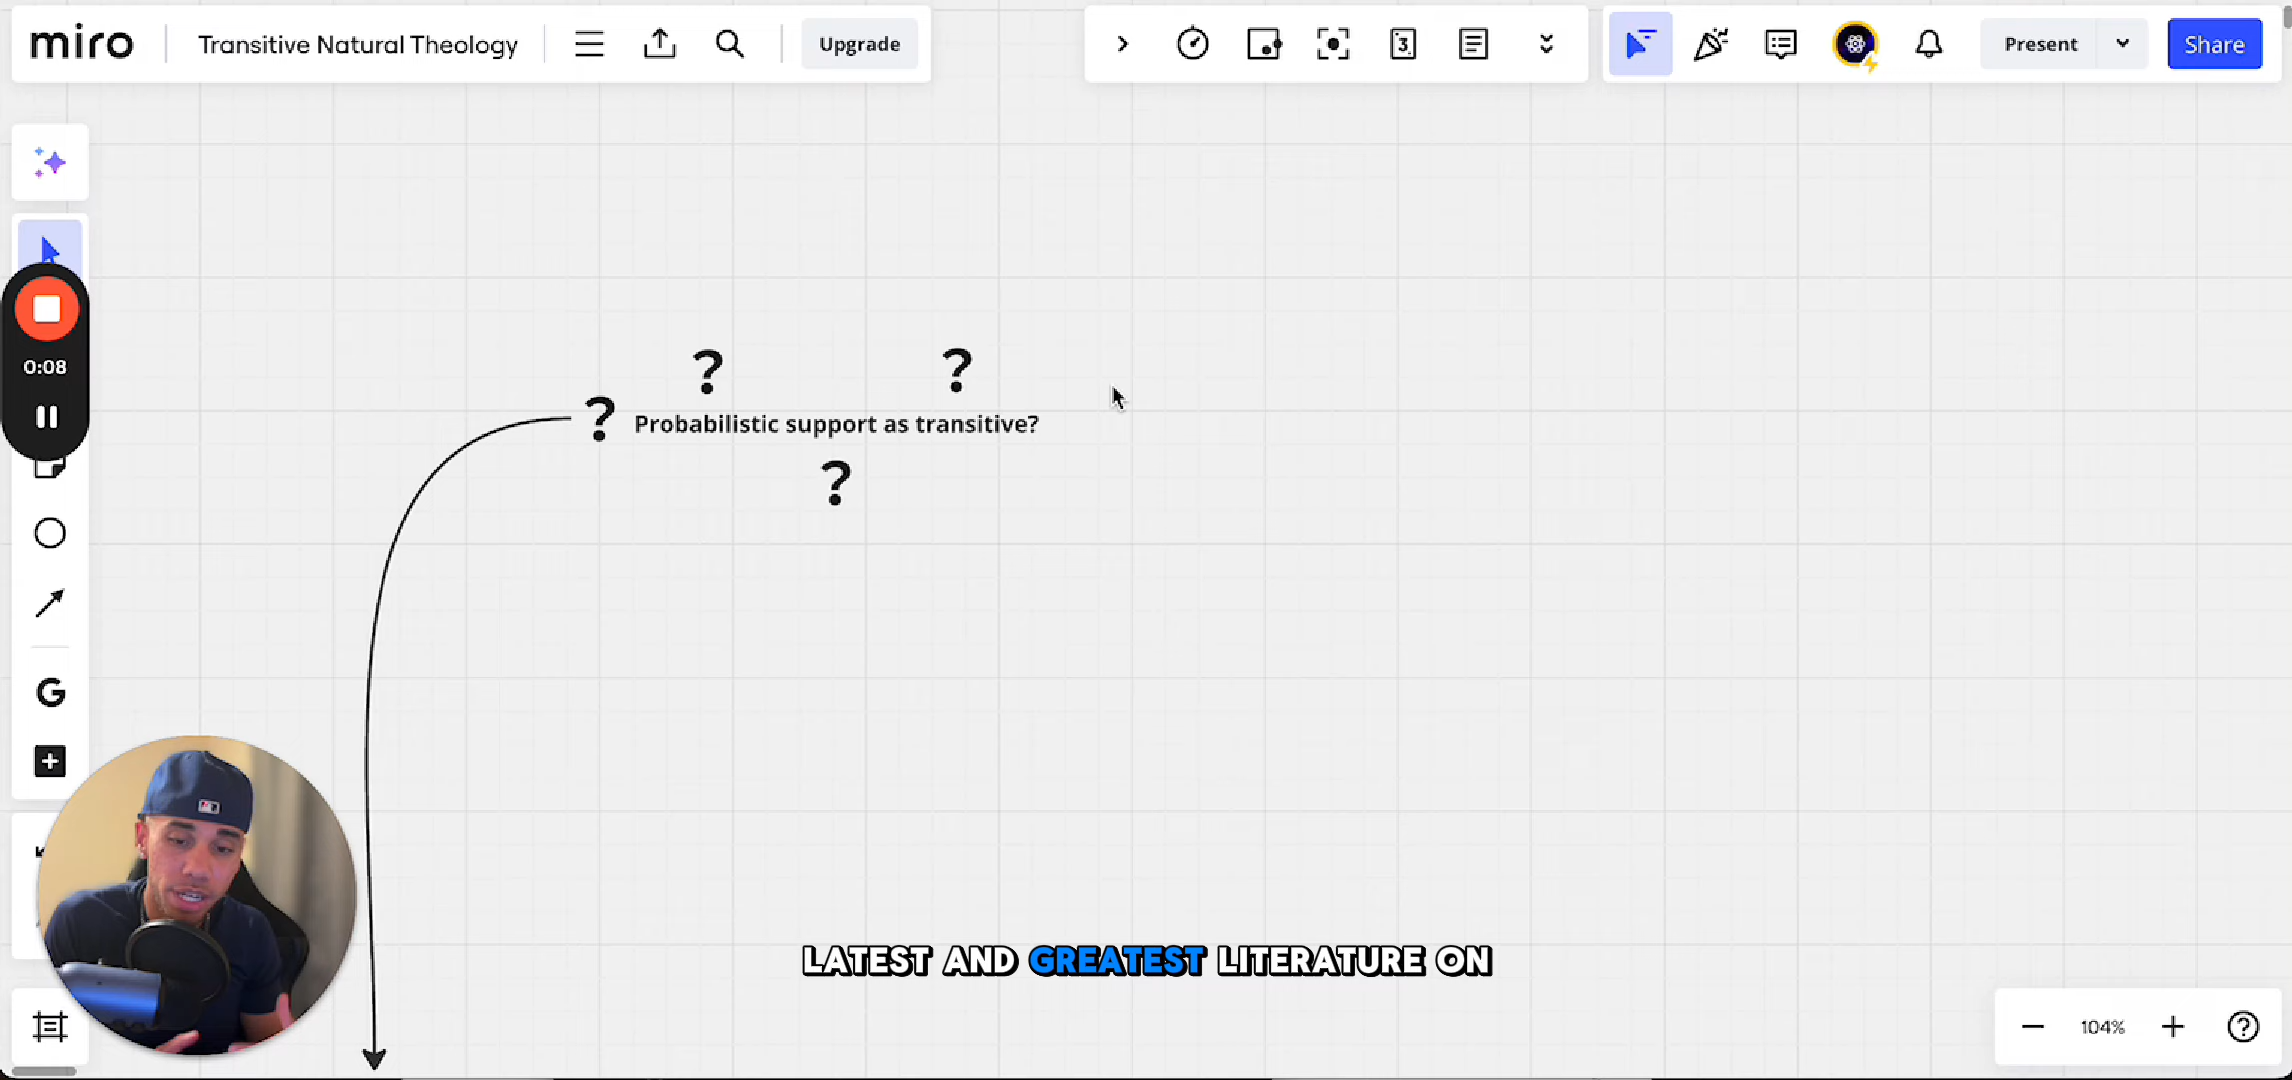 miro
Transitive Natural Theology
Upgrade
3
Present
Share
0:08
?
?
?
Probabilistic support as transitive?
?
G
LATEST AND GREATEST LITERATURE ON
104%
?